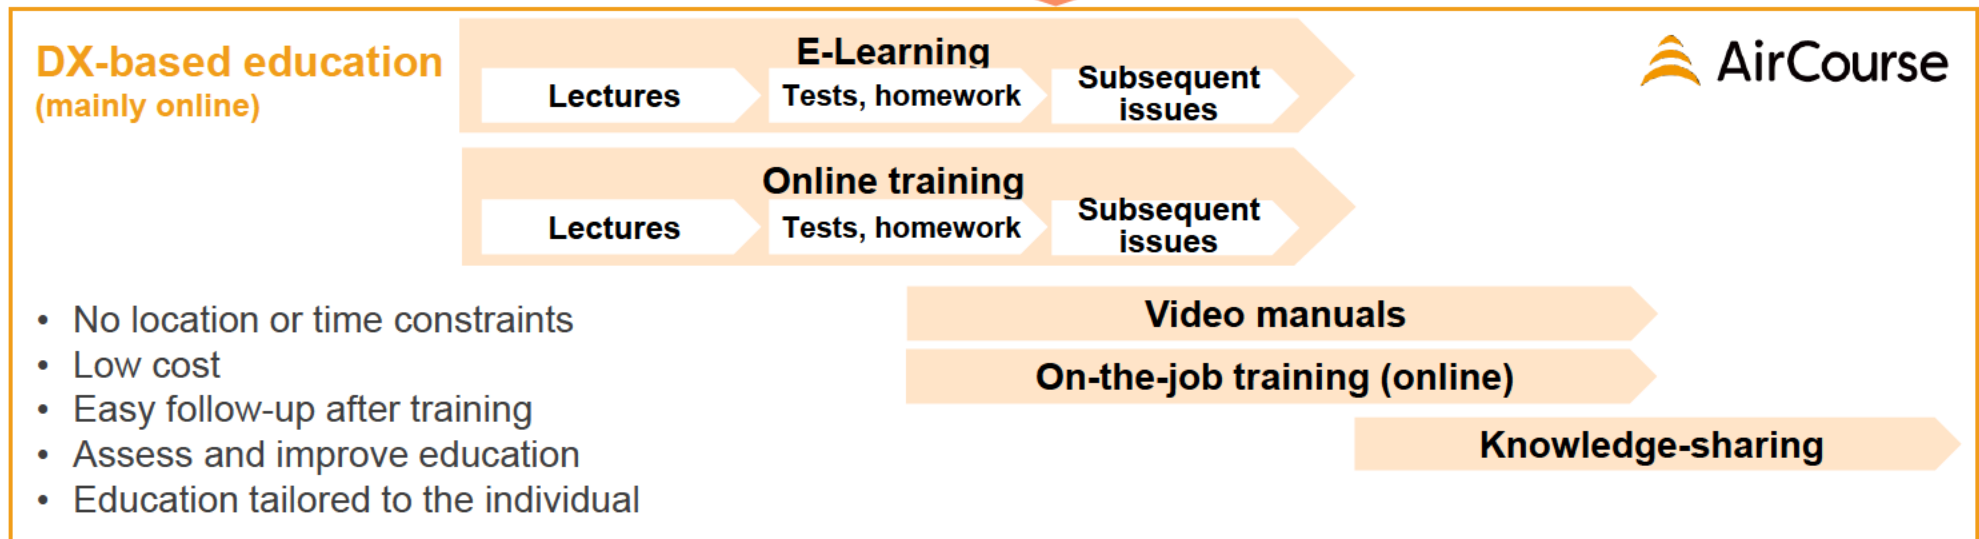 DX-based education
(mainly online)
E-Learning
Lectures
Tests, homework
Subsequent
issues
AirCourse
Online training
Lectures
Tests, homework
Subsequent
issues
• No location or time constraints
• Low cost
• Easy follow-up after training
• Assess and improve education
• Education tailored to the individual
Video manuals
On-the-job training (online)
Knowledge-sharing